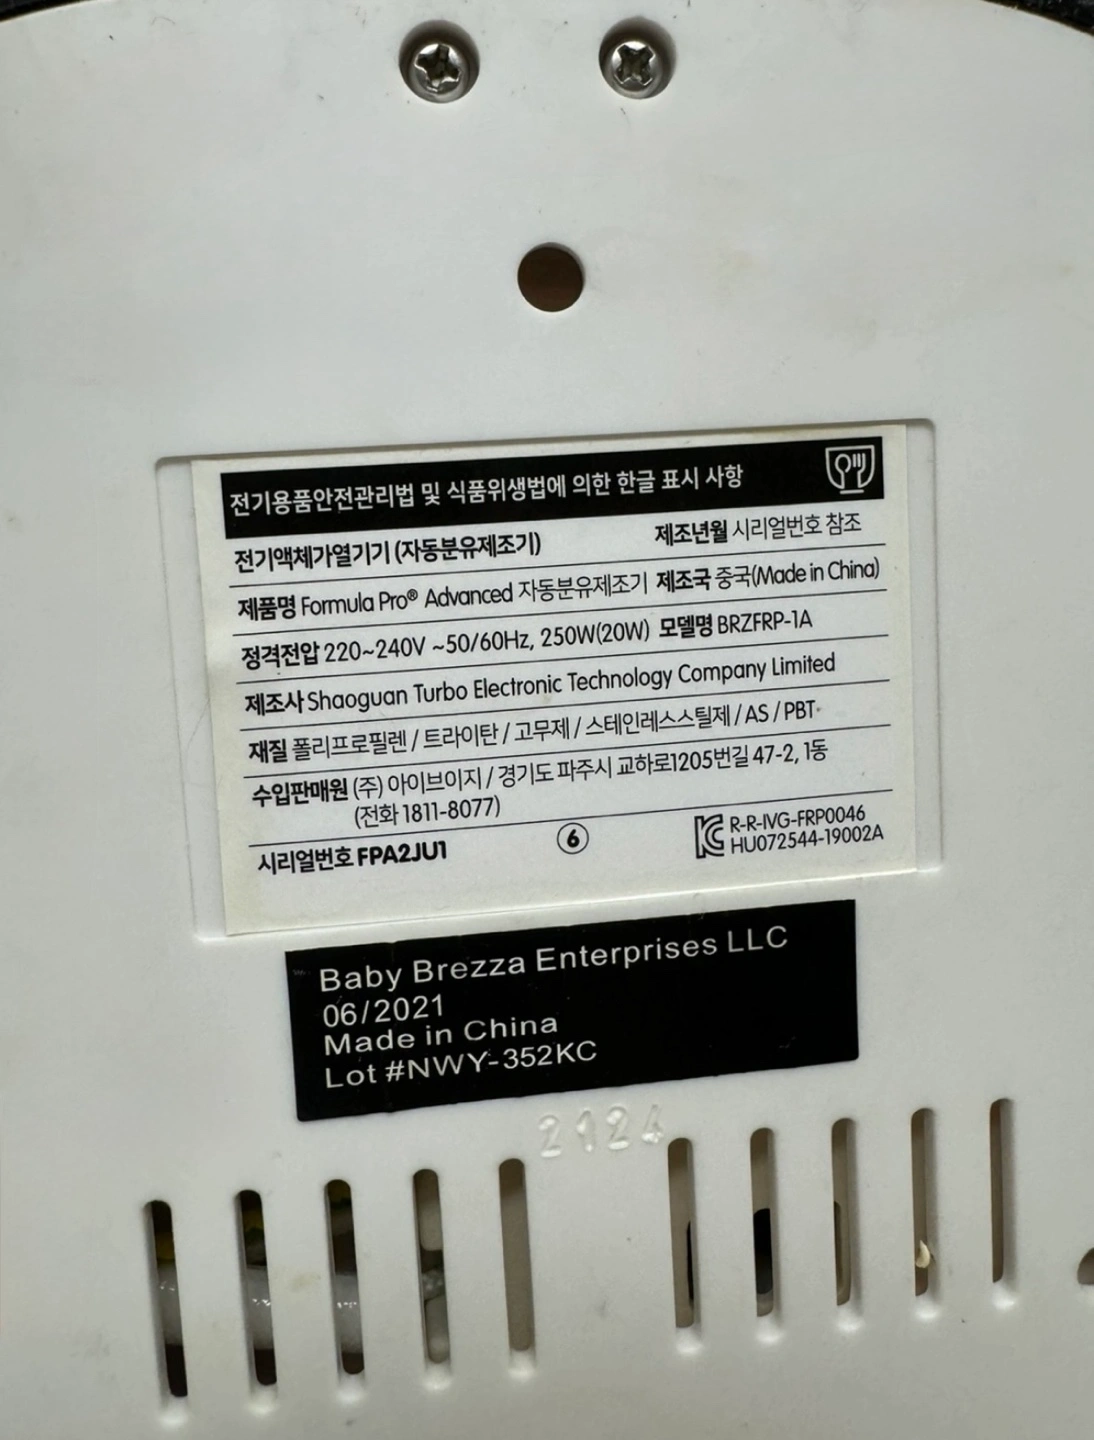 전기용품안전관리법 및 식품위생법에 의한 한글 표시 사항
전기액체가열기기 (자동분유제조기) 제조년월 시리얼번호 참조
제품명 Formula Pro® Advanced 자동분유제조기 제조국 중국(Made in China)
정격전압 220~240V ~50/60Hz, 250W(20W) 모델명 BRZFRP-1A
제조사 Shaoguan Turbo Electronic Technology Company Limited
재질 폴리프로필렌 / 트라이탄 / 고무제 / 스테인레스스틸제 / AS / PBT
수입판매원 (주) 아이브이지 / 경기도 파주시 교하로1205번길 47-2, 1동
(전화 1811-8077)
시리얼번호 FPA2JU1 ⑥ R-R-IVG-FRP0046
HU072544-19002A
Baby Brezza Enterprises LLC
06/2021
Made in China
Lot #NWY-352KC
2124